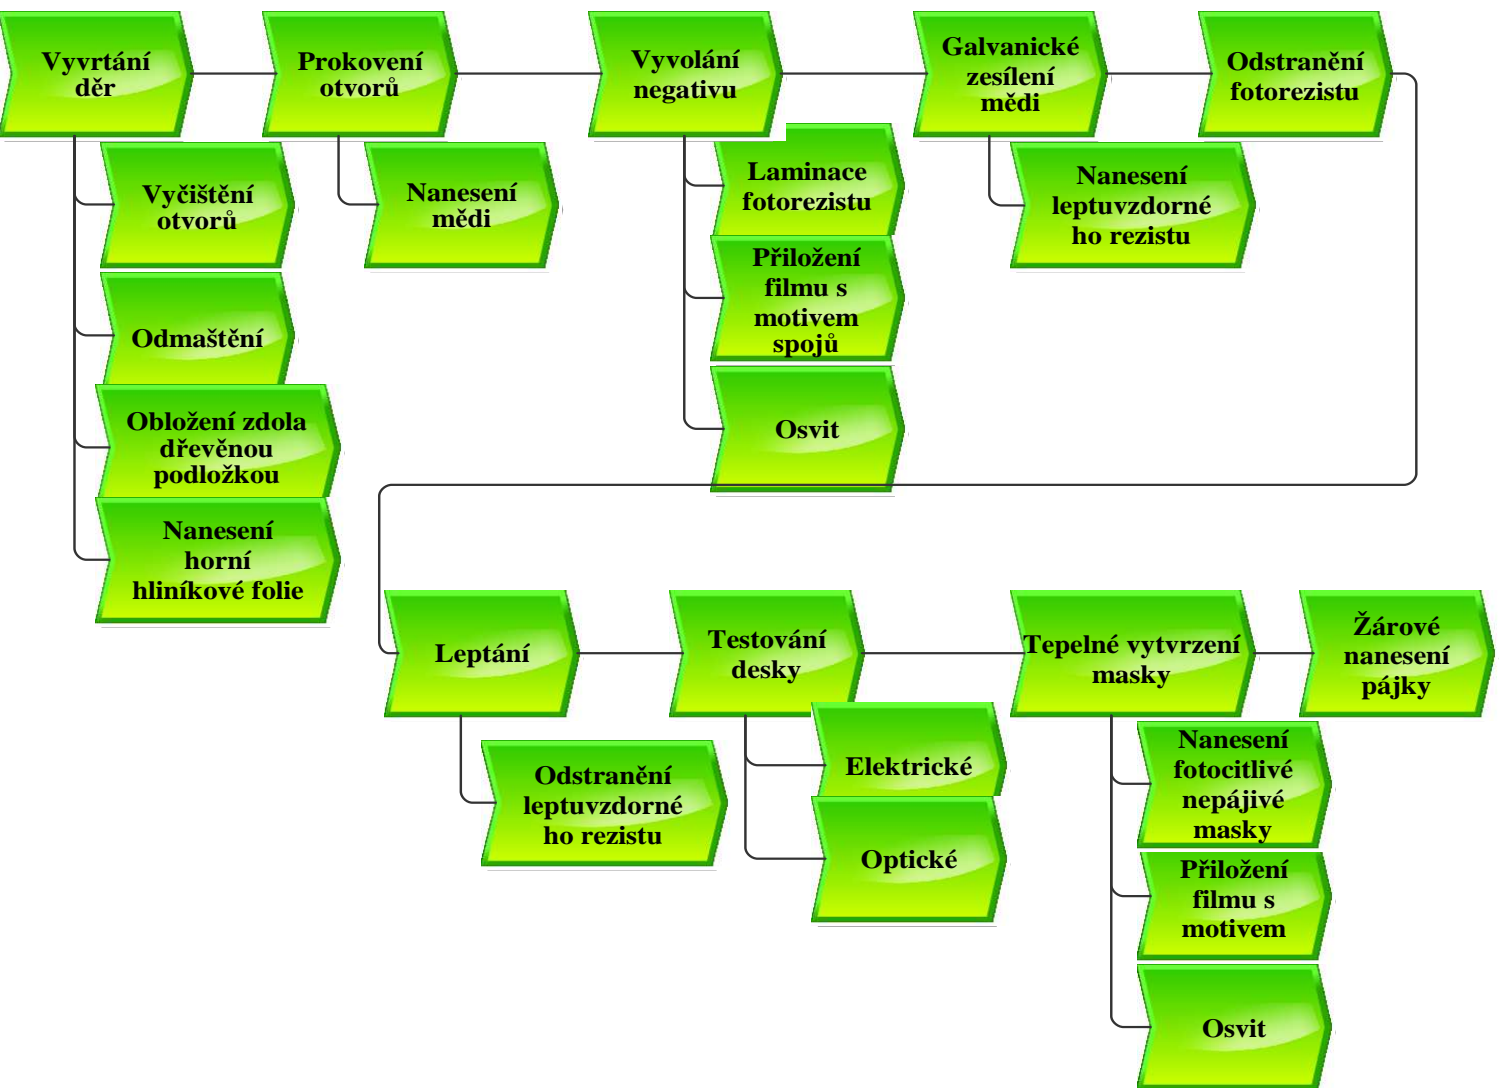 Vyvrtání
děr
Prokovení
otvorů
Vyvolání
negativu
Galvanické
zesílení
mědi
Odstranění
fotorezistu
Vyčištění
otvorů
Odmaštění
Obložení zdola
dřevěnou
podložkou
Nanesení
horní
hliníkové folie
Nanesení
mědi
Laminace
fotorezistu
Přiložení
filmu s
motivem
spojů
Osvit
Nanesení
leptuvzdorné
ho rezistu
Leptání
Testování
desky
Tepelné vytvrzení
masky
Žárové
nanesení
pájky
Odstranění
leptuvzdorné
ho rezistu
Elektrické
Optické
Nanesení
fotocitlivé
nepájivé
masky
Přiložení
filmu s
motivem
Osvit